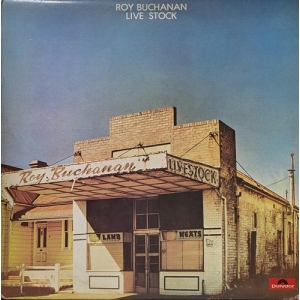 ROY BUCHANAN
LIVE STOCK
Roy Buchanan
LIVESTOCK
LAMB
MEATS
Polydor